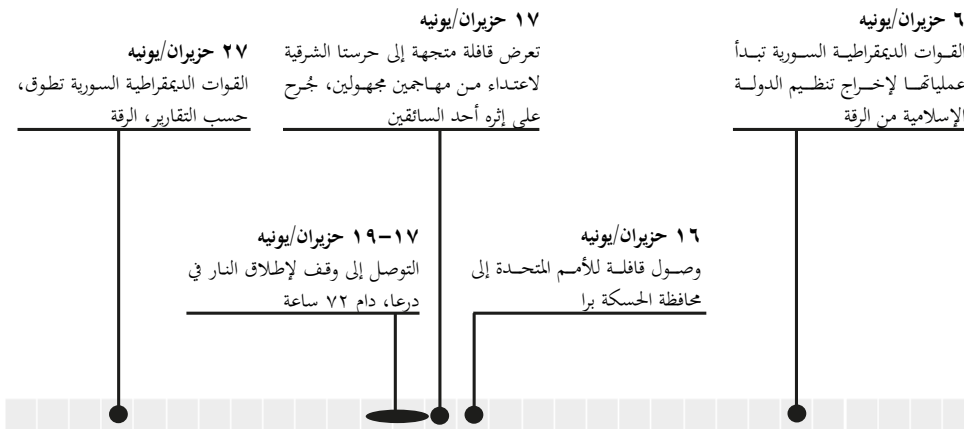 ٦ حزيران/يونيه
القوات الديمقراطية السورية تبدأ
عملياتها لإخراج تنظيم الدولة
الإسلامية من الرقة
١٧ حزيران/يونيه
تعرض قافلة متجهة إلى حرستا الشرقية
لاعتداء من مهاجمين مجهولين، جُرح
على إثره أحد السائقين
٢٧ حزيران/يونيه
القوات الديمقراطية السورية تطوق،
حسب التقارير، الرقة
١٦ حزيران/يونيه
وصول قافلة للأمم المتحدة إلى
محافظة الحسكة برا
١٧-١٩ حزيران/يونيه
التوصل إلى وقف لإطلاق النار في
درعا، دام ٧٢ ساعة